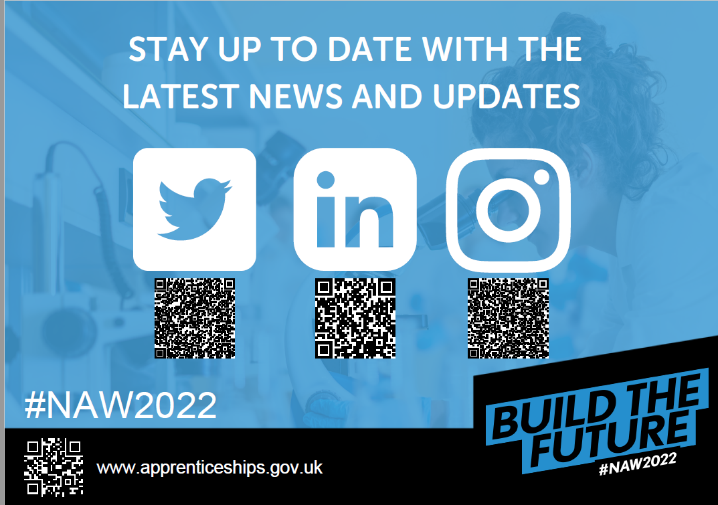 STAY UP TO DATE WITH THE
LATEST NEWS AND UPDATES
in
#NAW2022
www.apprenticeships.gov.uk
BUILD THE
FUTURE
#NAW2022